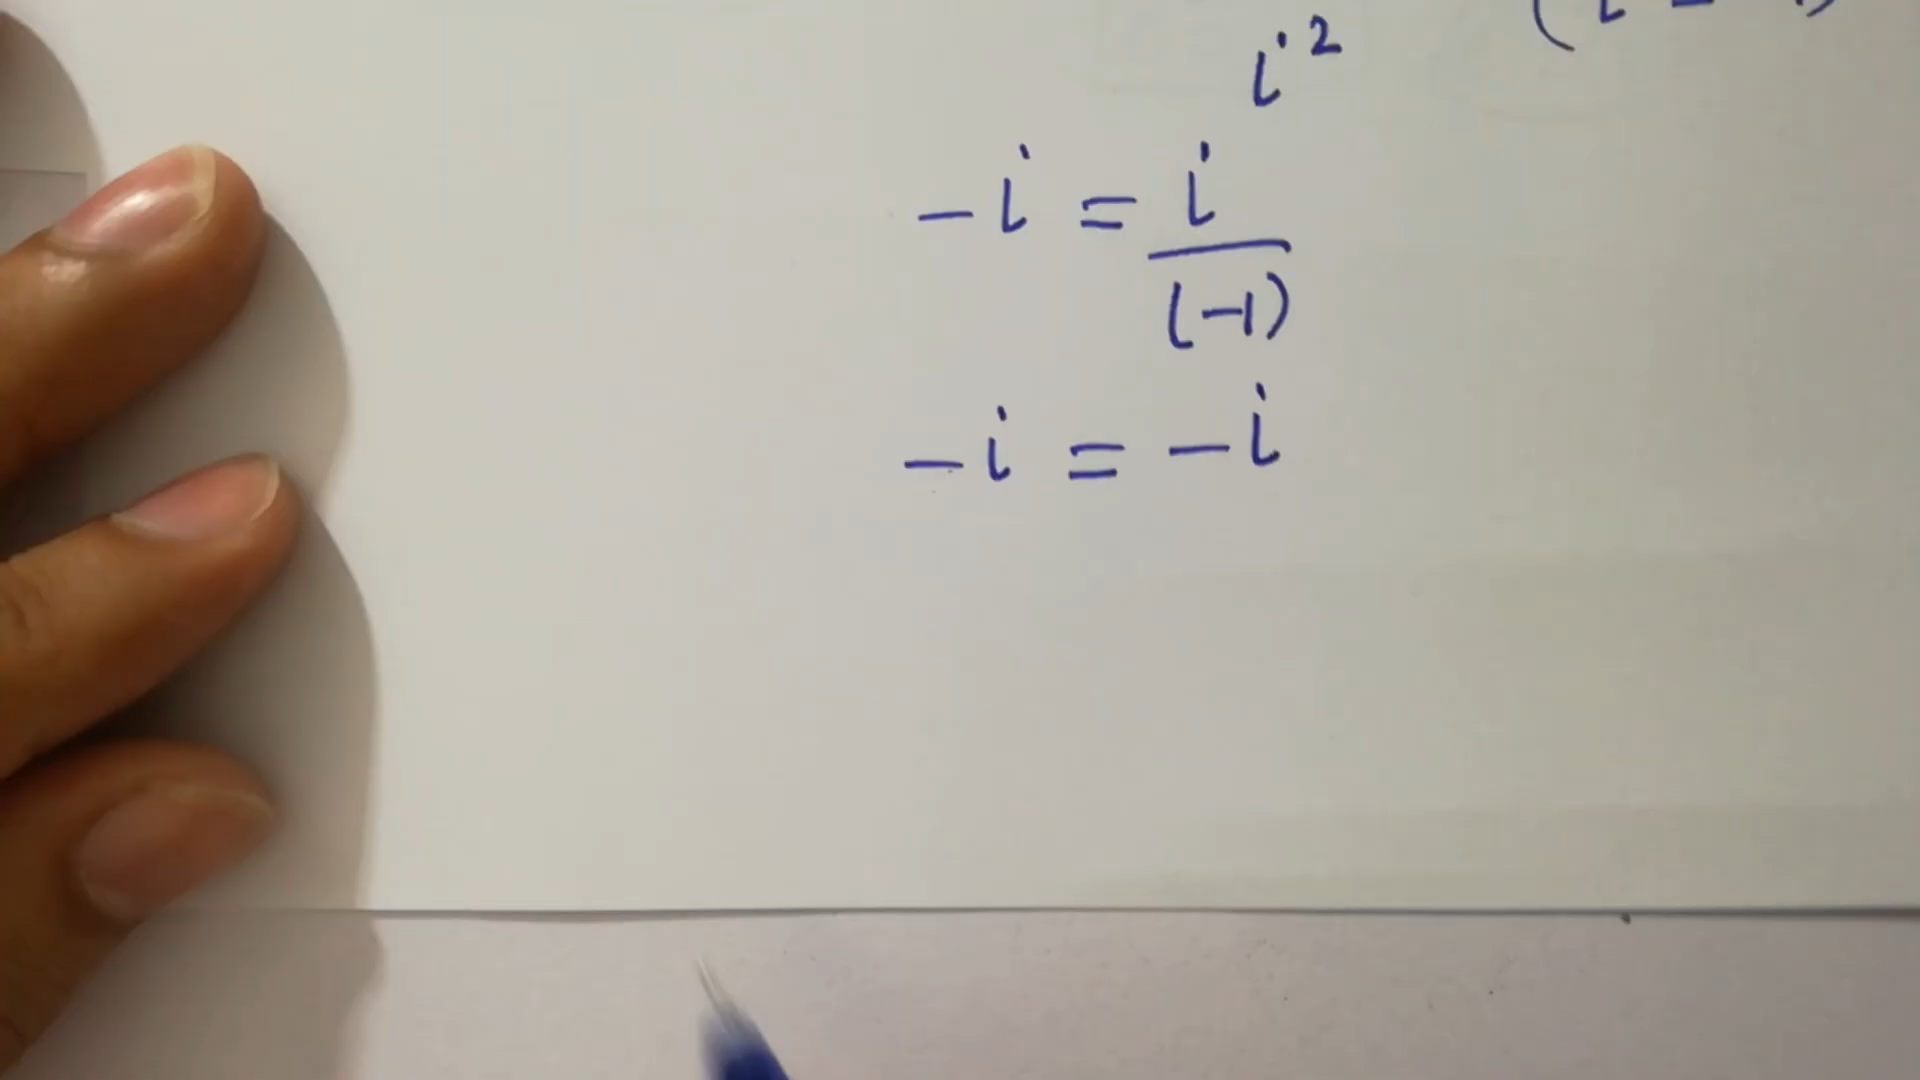 i²
-i = i/(-1)
-i = -i